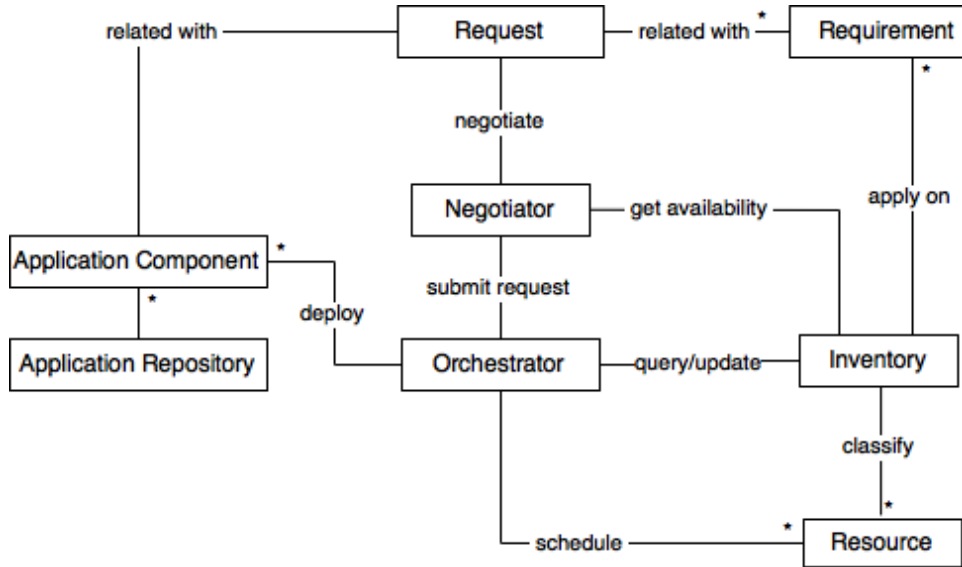 related with
Request
related with
*
Requirement
*
negotiate
Negotiator
get availability
apply on
Application Component
*
*
submit request
deploy
Application Repository
Orchestrator
query/update
Inventory
classify
*
schedule
*
Resource